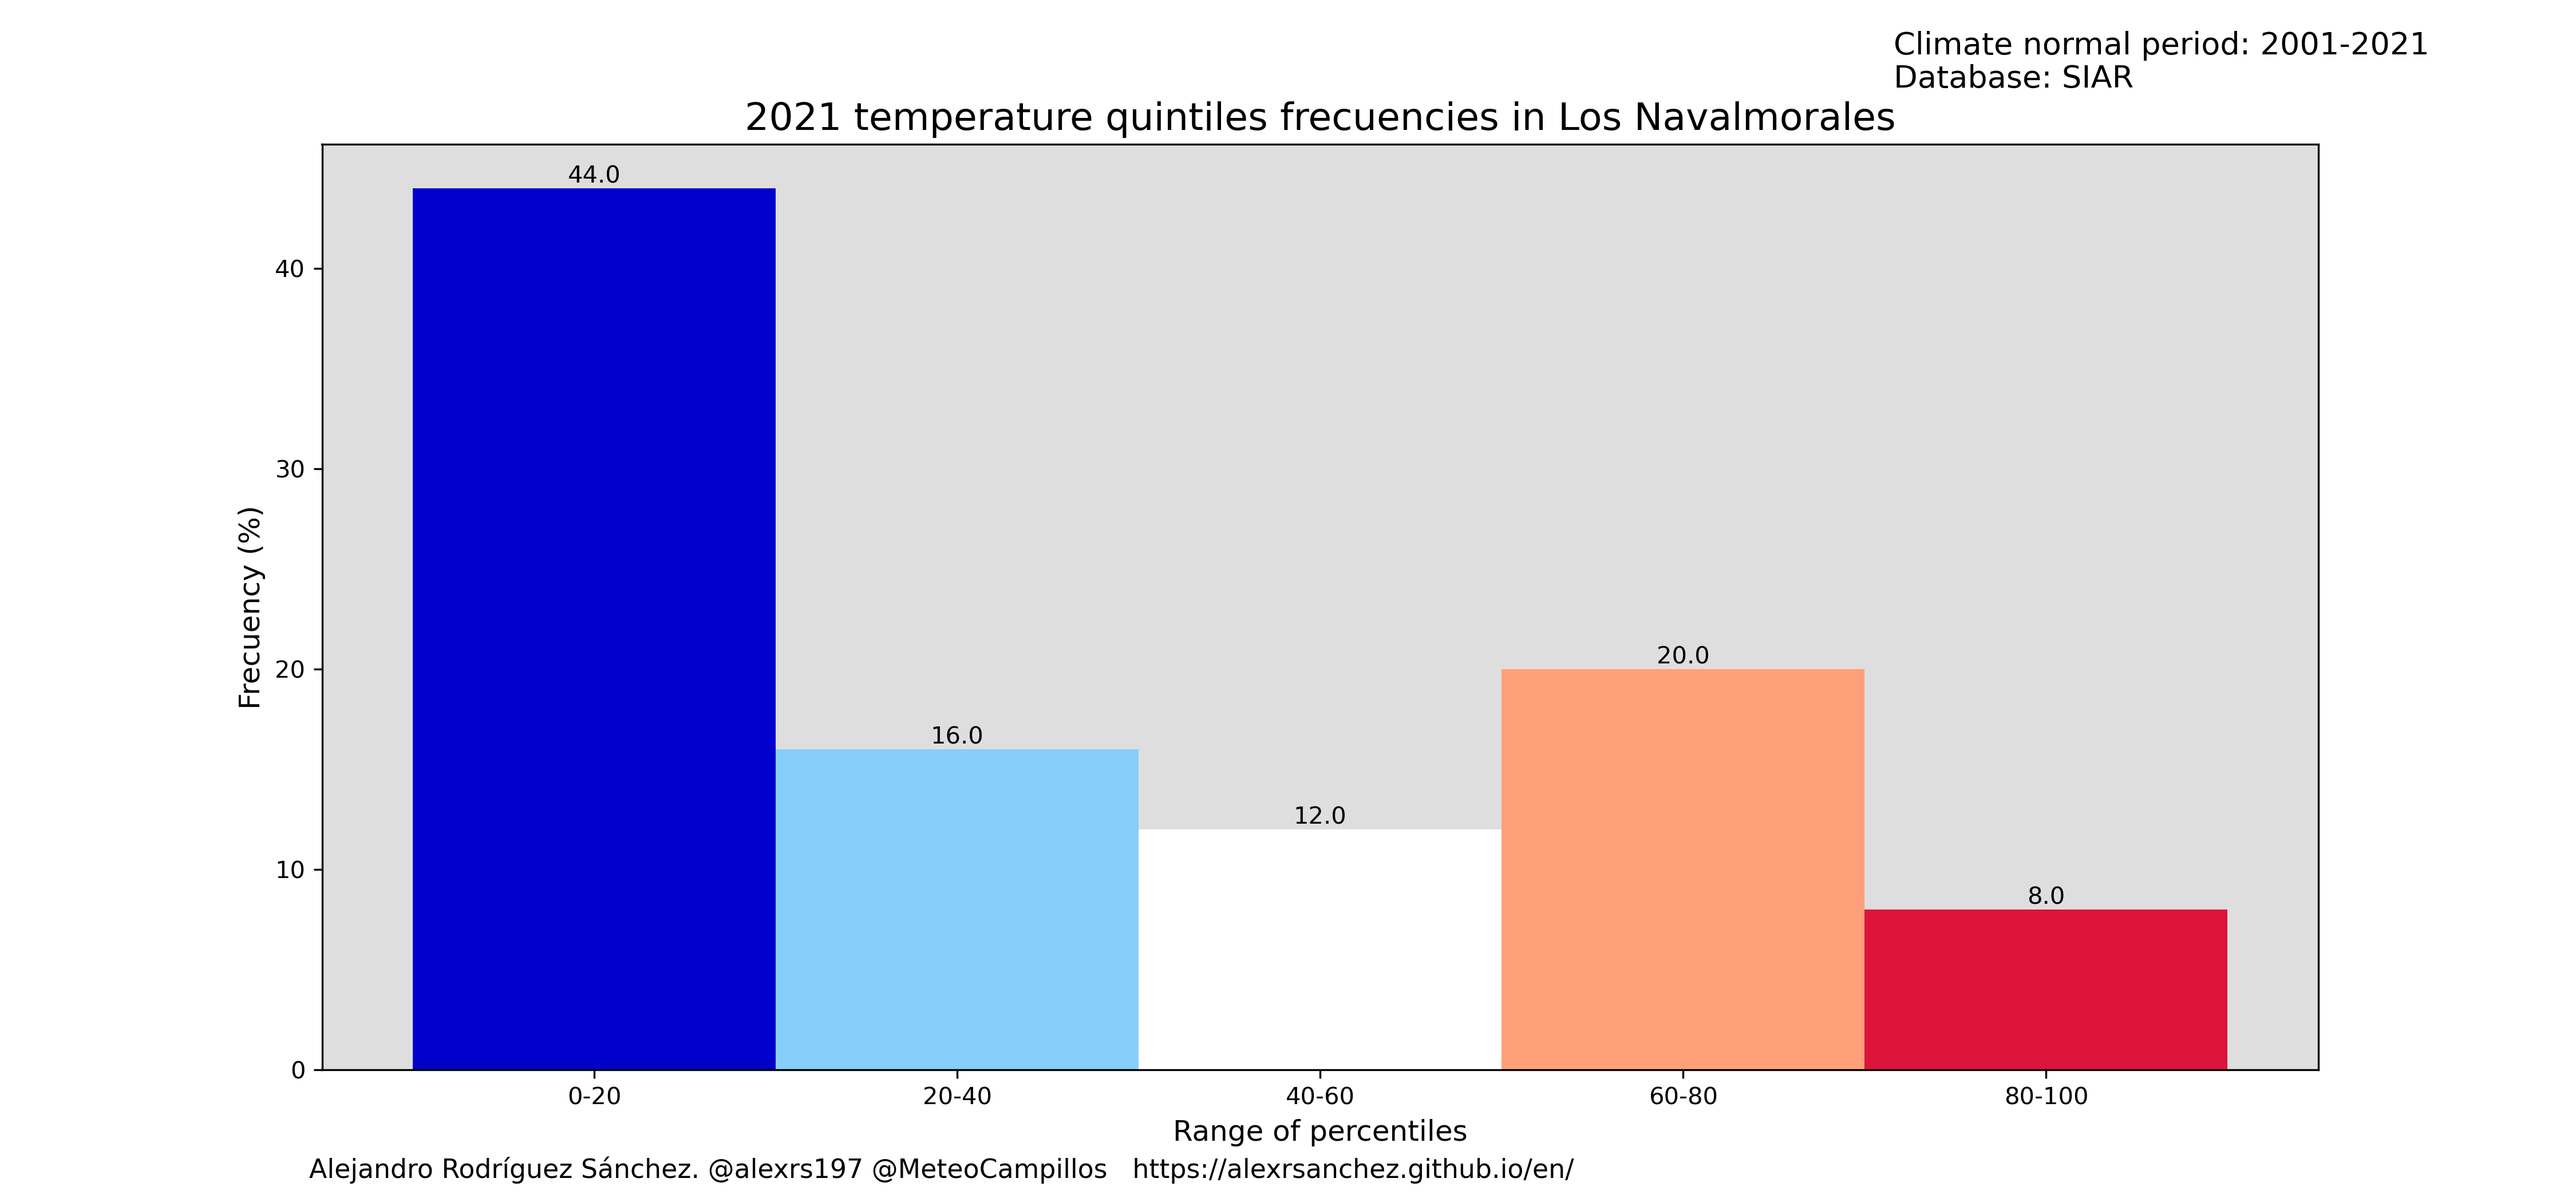 Climate normal period: 2001-2021
Database: SIAR
2021 temperature quintiles frecuencies in Los Navalmorales
44.0
40
30
Frecuency (%)
20.0
20
16.0
12.0
10
8.0
0
0-20 20-40 40-60 60-80 80-100
Range of percentiles
Alejandro Rodríguez Sánchez. @alexrs197 @MeteoCampillos https://alexrsanchez.github.io/en/